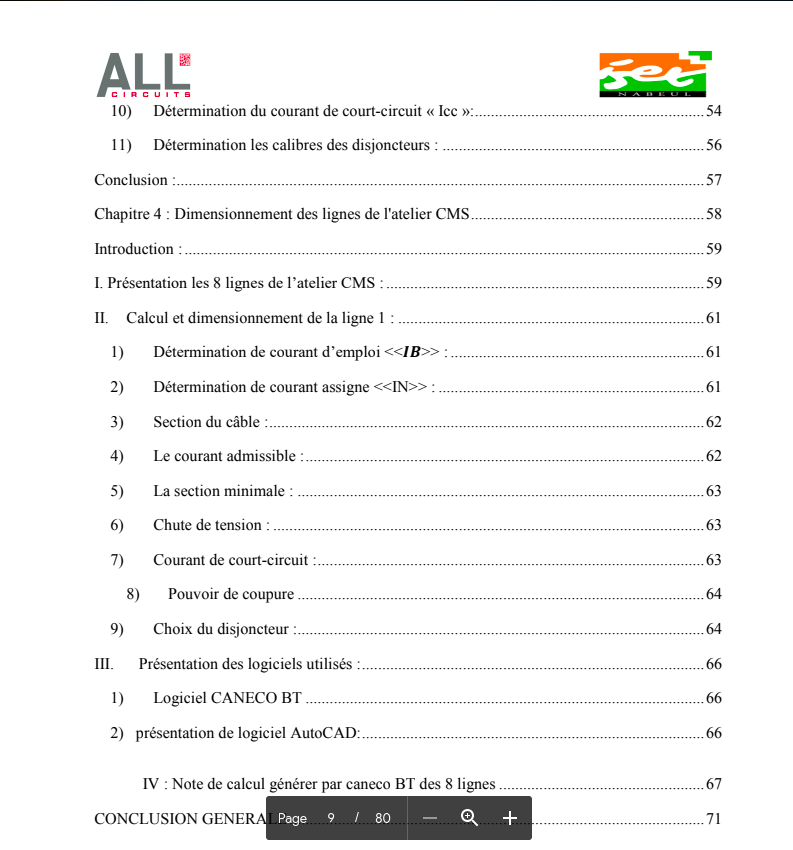 ALL
CIRCUITS
iset
NABEUL
10) Détermination du courant de court-circuit « Icc »:.....54
11) Détermination les calibres des disjoncteurs : .....56
Conclusion :.....57
Chapitre 4 : Dimensionnement des lignes de l'atelier CMS.....58
Introduction :.....59
I. Présentation les 8 lignes de l’atelier CMS :.....59
II. Calcul et dimensionnement de la ligne 1 : .....61
1) Détermination de courant d’emploi <<IB>> :.....61
2) Détermination de courant assigne <<IN>> :.....61
3) Section du câble :.....62
4) Le courant admissible :.....62
5) La section minimale : .....63
6) Chute de tension :.....63
7) Courant de court-circuit :.....63
8) Pouvoir de coupure.....64
9) Choix du disjoncteur :.....64
III. Présentation des logiciels utilisés :.....66
1) Logiciel CANECO BT.....66
2) présentation de logiciel AutoCAD:.....66
IV : Note de calcul générer par caneco BT des 8 lignes.....67
CONCLUSION GENERAL.....71
Page 9 / 80